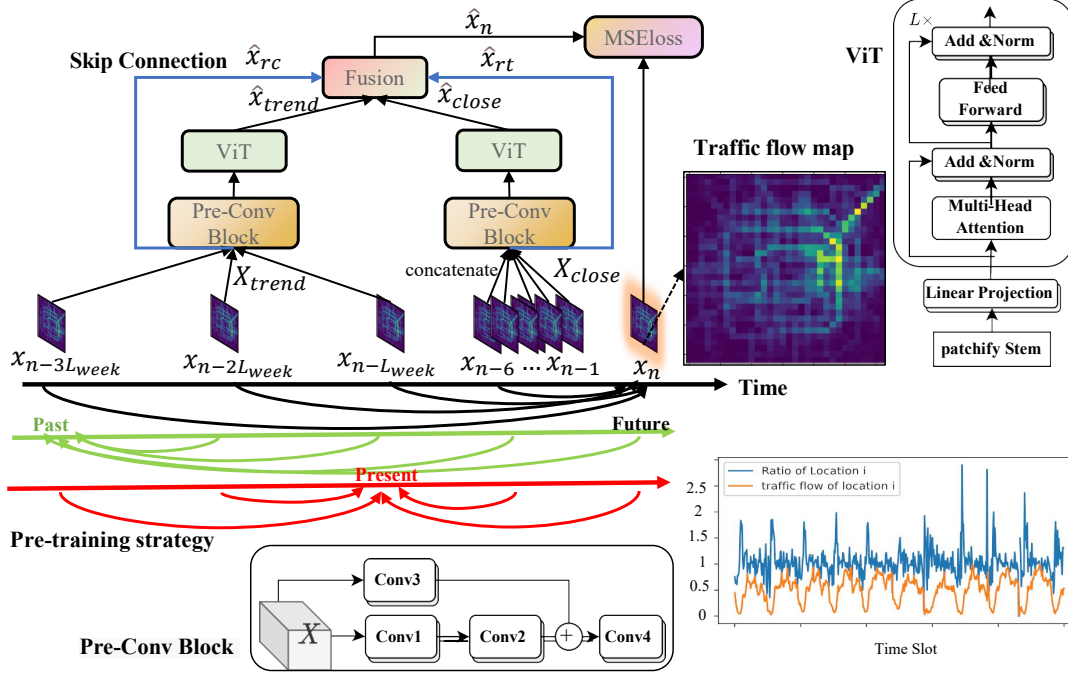 x̂_n
MSEloss
Skip Connection
x̂_rc
x̂_rt
Fusion
x̂_trend
x̂_close
ViT
ViT
Pre-Conv
Block
Pre-Conv
Block
X_trend
concatenate
X_close
x_{n-3L_week}
x_{n-2L_week}
x_{n-L_week}
x_{n-6} ... x_{n-1}
x_n
Time
Traffic flow map
ViT
L×
Add &Norm
Feed
Forward
Add &Norm
Multi-Head
Attention
Linear Projection
patchify Stem
Past
Future
Present
Pre-training strategy
Pre-Conv Block
X
Conv3
Conv1
Conv2
+
Conv4
Ratio of Location i
traffic flow of location i
2.5
2
1.5
1
0.5
0
Time Slot